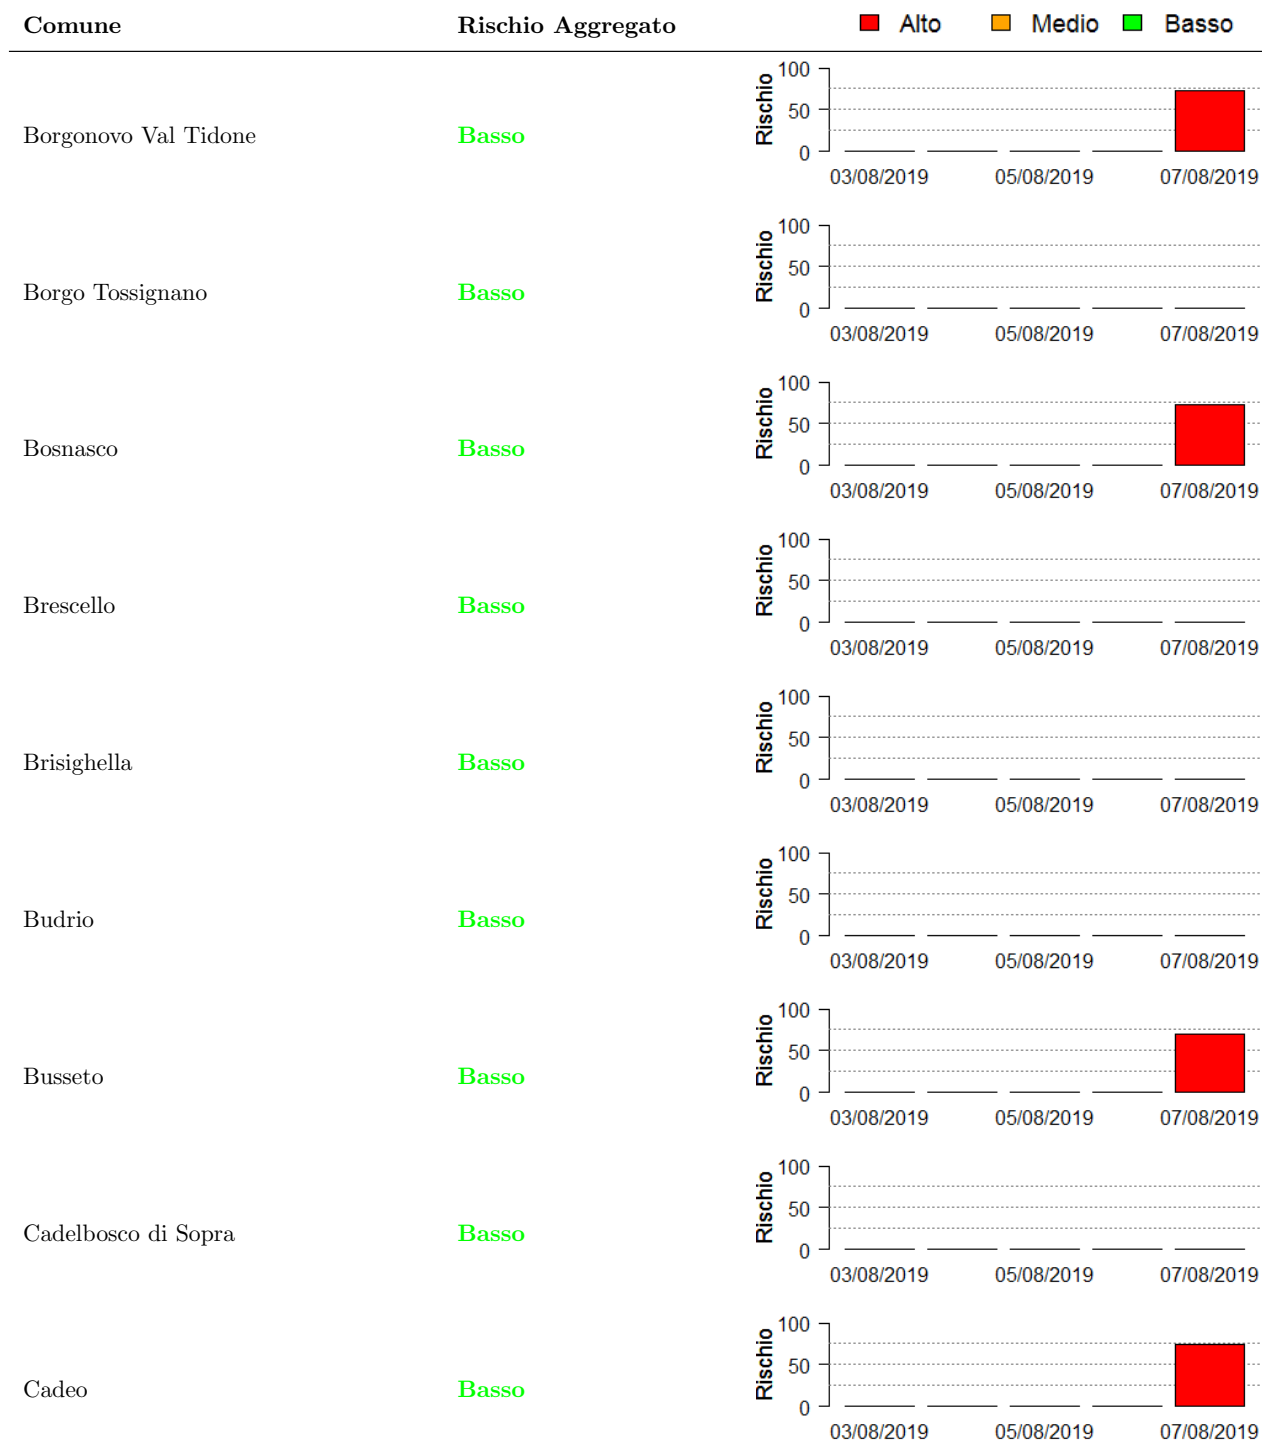 Comune Rischio Aggregato Alto Medio Basso
100
50
0
Rischio
Borgonovo Val Tidone Basso
03/08/2019 05/08/2019 07/08/2019
100
50
0
Rischio
Borgo Tossignano Basso
03/08/2019 05/08/2019 07/08/2019
100
50
0
Rischio
Bosnasco Basso
03/08/2019 05/08/2019 07/08/2019
100
50
0
Rischio
Brescello Basso
03/08/2019 05/08/2019 07/08/2019
100
50
0
Rischio
Brisighella Basso
03/08/2019 05/08/2019 07/08/2019
100
50
0
Rischio
Budrio Basso
03/08/2019 05/08/2019 07/08/2019
100
50
0
Rischio
Busseto Basso
03/08/2019 05/08/2019 07/08/2019
100
50
0
Rischio
Cadelbosco di Sopra Basso
03/08/2019 05/08/2019 07/08/2019
100
50
0
Rischio
Cadeo Basso
03/08/2019 05/08/2019 07/08/2019